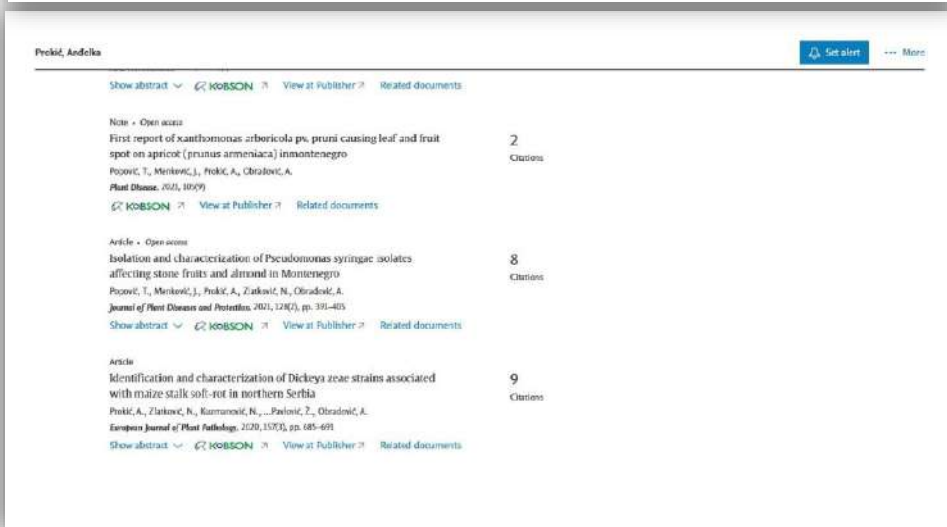 Prokić, Anđelka
Set alert
··· More
Show abstract KOBSON View at Publisher Related documents
Note • Open access
First report of xanthomonas arboricola pv. pruni causing leaf and fruit
spot on apricot (prunus armeniaca) inmontenegro
2
Citations
Popović, T., Menković, J., Prokić, A., Obradović, A.
Plant Disease, 2021, 105(9)
KOBSON View at Publisher Related documents
Article • Open access
Isolation and characterization of Pseudomonas syringae isolates
affecting stone fruits and almond in Montenegro
8
Citations
Popović, T., Menković, J., Prokić, A., Zlatković, N., Obradović, A.
Journal of Plant Diseases and Protection, 2021, 128(2), pp. 391–405
Show abstract KOBSON View at Publisher Related documents
Article
Identification and characterization of Dickeya zeae strains associated
with maize stalk soft-rot in northern Serbia
9
Citations
Prokić, A., Zlatković, N., Kuzmanović, N., ...Pavlović, Ž., Obradović, A.
European Journal of Plant Pathology, 2020, 157(3), pp. 685–691
Show abstract KOBSON View at Publisher Related documents